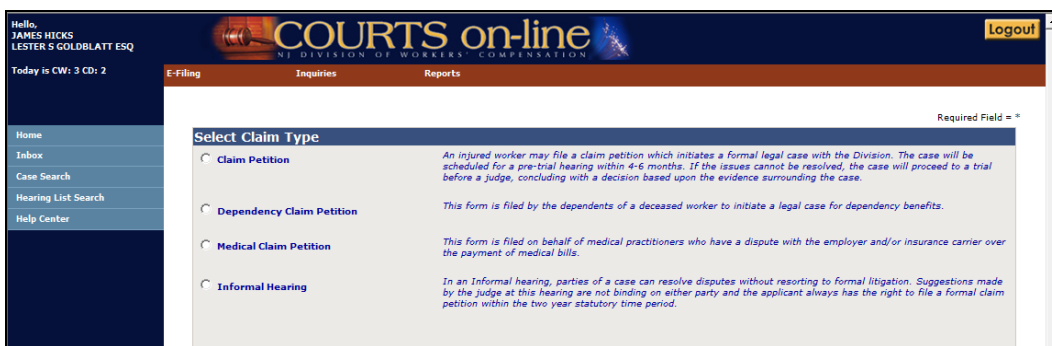 Hello,
JAMES HICKS
LESTER S GOLDBLATT ESQ
COURTS on-line
NJ DIVISION OF WORKERS' COMPENSATION
Logout
Today is CW: 3 CD: 2
E-Filing Inquiries Reports
Required Field = *
Home
Inbox
Case Search
Hearing List Search
Help Center
Select Claim Type
Claim Petition
An injured worker may file a claim petition which initiates a formal legal case with the Division. The case will be
scheduled for a pre-trial hearing within 4-6 months. If the issues cannot be resolved, the case will proceed to a trial
before a judge, concluding with a decision based upon the evidence surrounding the case.
Dependency Claim Petition
This form is filed by the dependents of a deceased worker to initiate a legal case for dependency benefits.
Medical Claim Petition
This form is filed on behalf of medical practitioners who have a dispute with the employer and/or insurance carrier over
the payment of medical bills.
Informal Hearing
In an Informal hearing, parties of a case can resolve disputes without resorting to formal litigation. Suggestions made
by the judge at this hearing are not binding on either party and the applicant always has the right to file a formal claim
petition within the two year statutory time period.